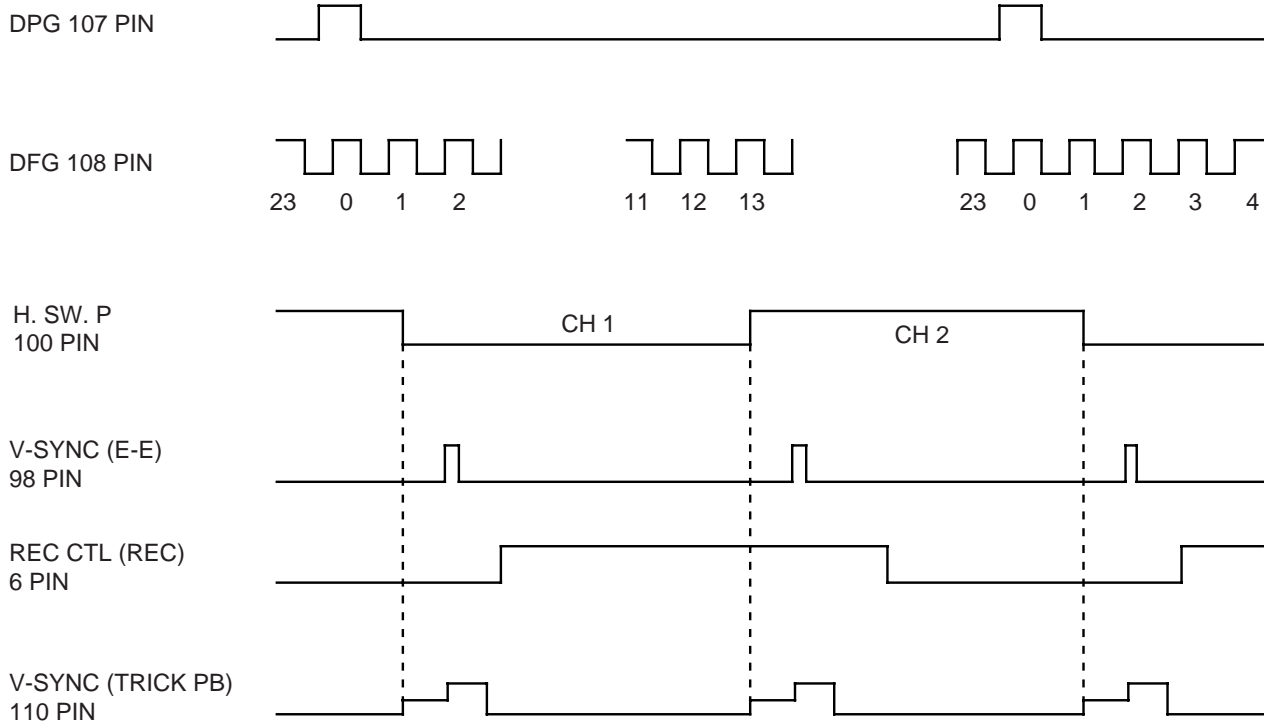 DPG 107 PIN
DFG 108 PIN
23 0 1 2 11 12 13 23 0 1 2 3 4
H. SW. P
100 PIN
CH 1
CH 2
V-SYNC (E-E)
98 PIN
REC CTL (REC)
6 PIN
V-SYNC (TRICK PB)
110 PIN